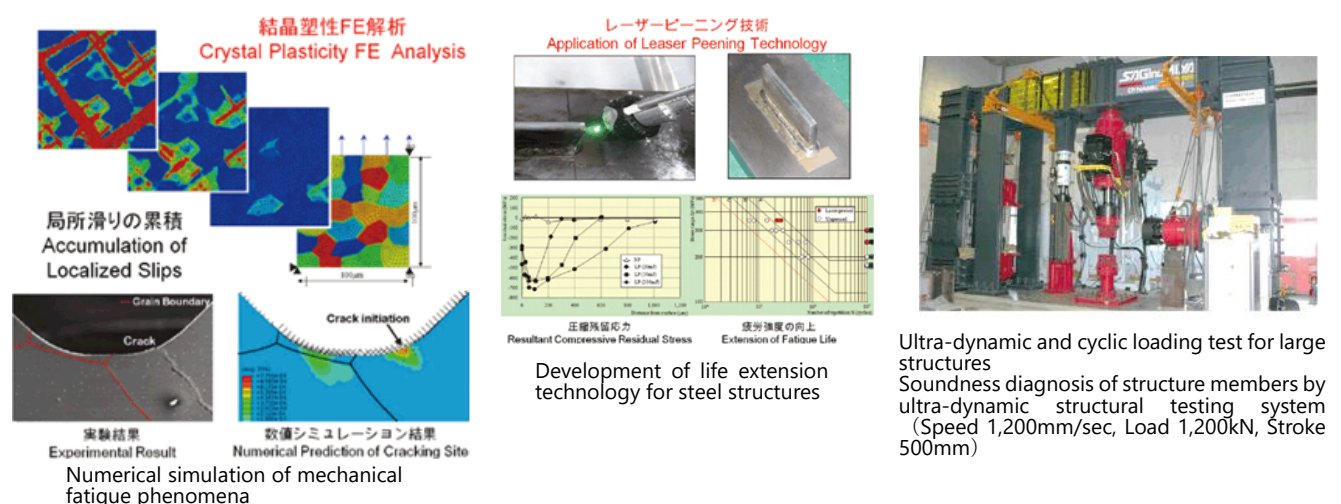 結晶塑性FE解析
Crystal Plasticity FE Analysis
局所滑りの累積
Accumulation of
Localized Slips
100μm
Grain Boundary
Crack
Crack initiation
実験結果
Experimental Result
数値シミュレーション結果
Numerical Prediction of Cracking Site
Numerical simulation of mechanical
fatigue phenomena
レーザーピーニング技術
Application of Leaser Peening Technology
圧縮残留応力
Resultant Compressive Residual Stress
疲労強度の向上
Extension of Fatigue Life
Development of life extension
technology for steel structures
Ultra-dynamic and cyclic loading test for large
structures
Soundness diagnosis of structure members by
ultra-dynamic structural testing system
（Speed 1,200mm/sec, Load 1,200kN, Stroke
500mm）